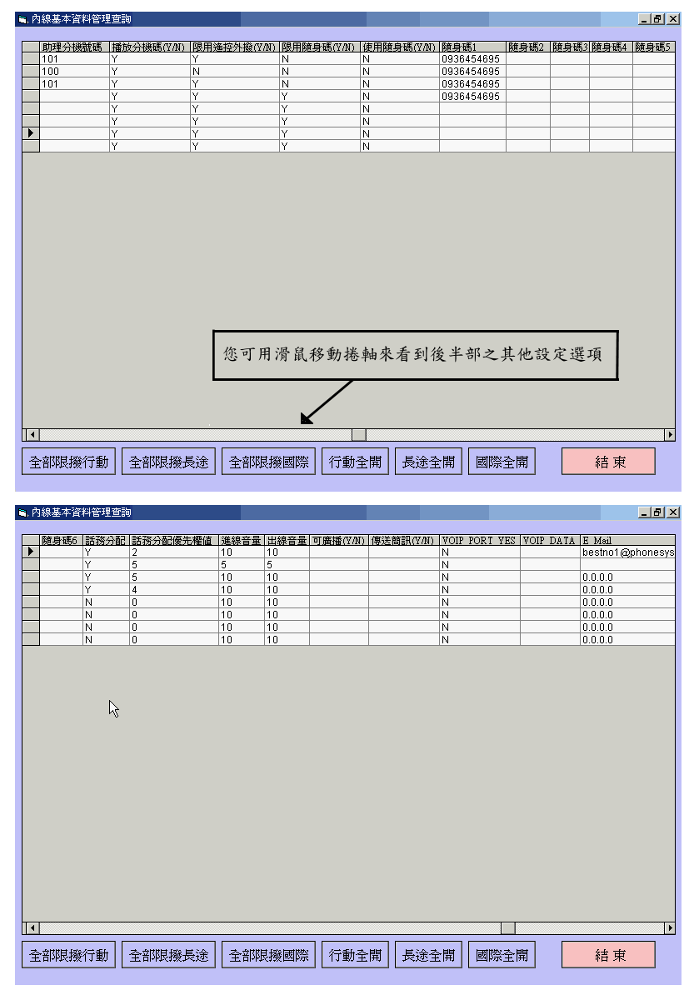 內線基本資料管理查詢
助理分機號碼 播放分機碼(Y/N) 限用遙控外撥(Y/N) 限用隨身碼(Y/N) 使用隨身碼(Y/N) 隨身碼1 隨身碼2 隨身碼3 隨身碼4 隨身碼5
101 Y Y N N 0936454695
100 Y N N N 0936454695
101 Y Y N N 0936454695
Y Y Y N 0936454695
Y Y Y N
Y Y Y N
Y Y Y N
Y Y Y N
您可用滑鼠移動捲軸來看到後半部之其他設定選項
全部限撥行動 全部限撥長途 全部限撥國際 行動全開 長途全開 國際全開 結 束
內線基本資料管理查詢
隨身碼6 話務分配 話務分配優先權值 進線音量 出線音量 可廣播(Y/N) 傳送簡訊(Y/N) VOIP PORT YES VOIP DATA E Mail
Y 2 10 10 N bestno1@phonesys
Y 5 5 5 N
Y 5 10 10 N 0.0.0.0
Y 4 10 10 N 0.0.0.0
N 0 10 10 N 0.0.0.0
N 0 10 10 N 0.0.0.0
N 0 10 10 N 0.0.0.0
N 0 10 10 N 0.0.0.0
全部限撥行動 全部限撥長途 全部限撥國際 行動全開 長途全開 國際全開 結 束